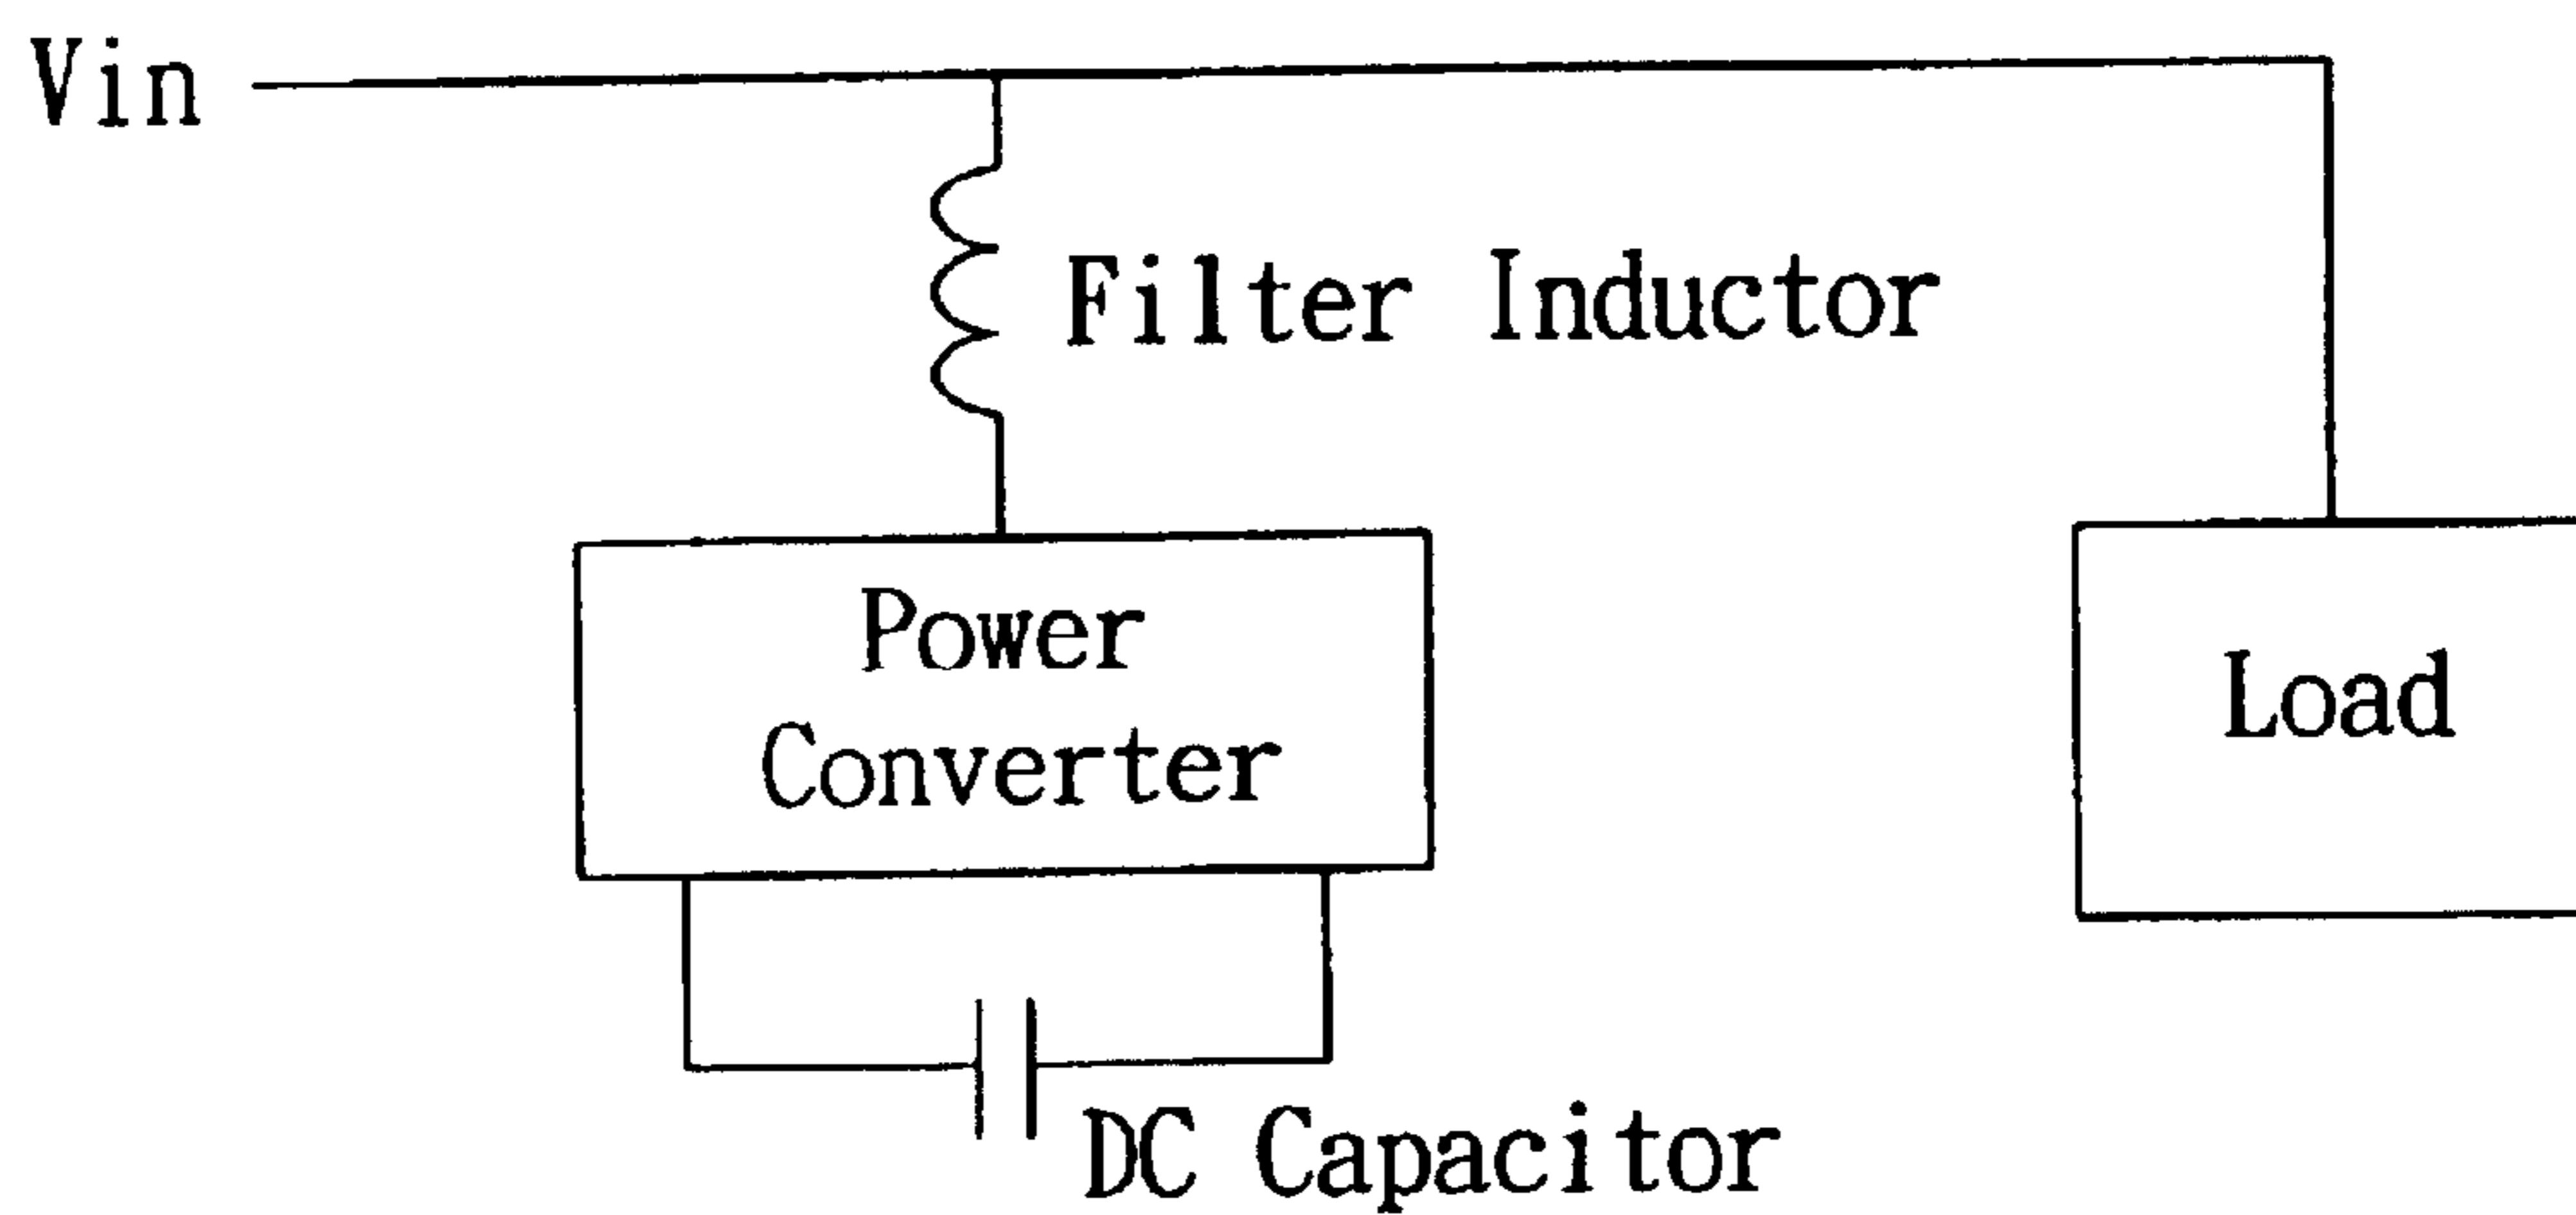 Vin
Filter Inductor
Power
Converter
Load
DC Capacitor